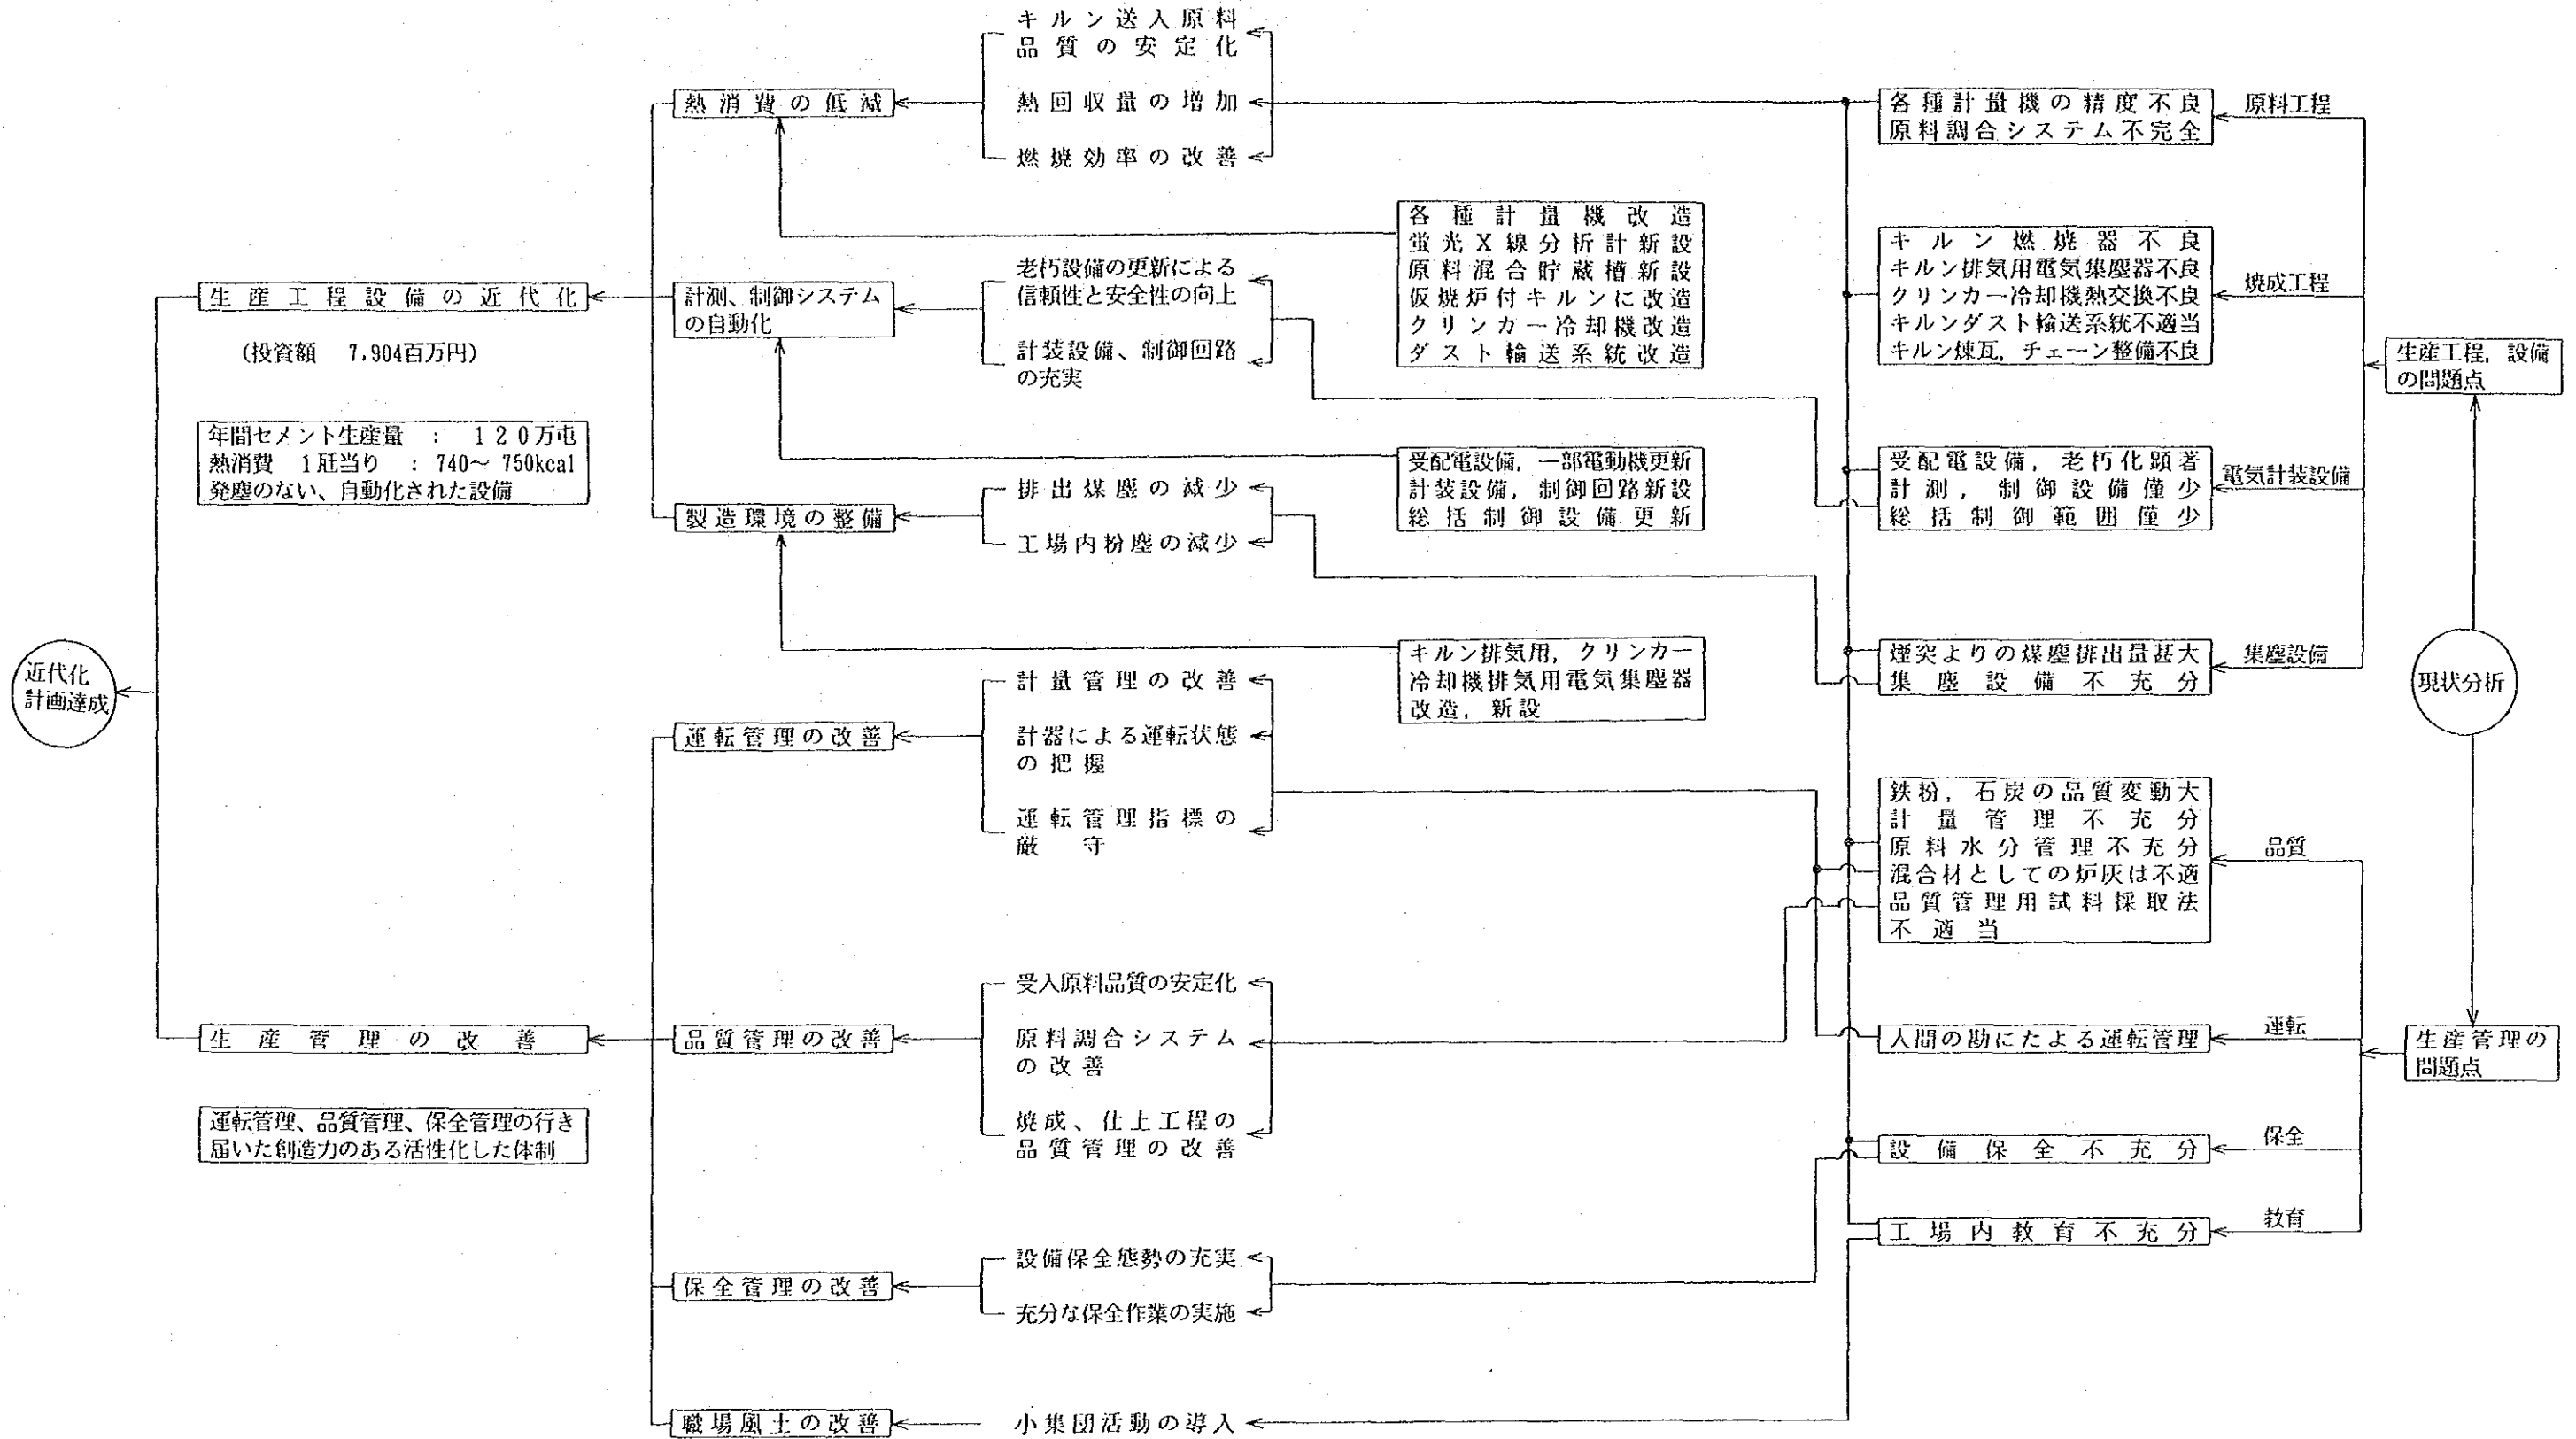 近代化
計画達成
生産工程設備の近代化
(投資額 7,904百万円)
年間セメント生産量 : 120万屯
熱消費 1瓩当り : 740～750kcal
発塵のない、自動化された設備
生産管理の改善
運転管理、品質管理、保全管理の行き
届いた創造力のある活性化した体制
熱消費の低減
計測、制御システム
の自動化
製造環境の整備
運転管理の改善
品質管理の改善
保全管理の改善
職場風土の改善
キルン送入原料
品質の安定化
熱回収量の増加
燃焼効率の改善
老朽設備の更新による
信頼性と安全性の向上
計装設備、制御回路
の充実
排出煤塵の減少
工場内粉塵の減少
計量管理の改善
計器による運転状態
の把握
運転管理指標の
厳守
受入原料品質の安定化
原料調合システム
の改善
焼成、仕上工程の
品質管理の改善
設備保全態勢の充実
充分な保全作業の実施
小集団活動の導入
各種計量機改造
蛍光X線分折計新設
原料混合貯蔵槽新設
仮焼炉付キルンに改造
クリンカー冷却機改造
ダスト輸送系統改造
受配電設備，一部電動機更新
計装設備，制御回路新設
総括制御設備更新
キルン排気用，クリンカー
冷却機排気用電気集塵器
改造，新設
各種計量機の精度不良
原料調合システム不完全
キルン燃焼器不良
キルン排気用電気集塵器不良
クリンカー冷却機熱交換不良
キルンダスト輸送系統不適当
キルン煉瓦，チェーン整備不良
受配電設備，老朽化顕著
計測，制御設備僅少
総括制御範囲僅少
煙突よりの煤塵排出量甚大
集塵設備不充分
鉄粉，石炭の品質変動大
計量管理不充分
原料水分管理不充分
混合材としての炉灰は不適
品質管理用試料採取法
不適当
人間の勘にたよる運転管理
設備保全不充分
工場内教育不充分
原料工程
焼成工程
電気計装設備
集塵設備
品質
運転
保全
教育
生産工程，設備
の問題点
現状分折
生産管理の
問題点